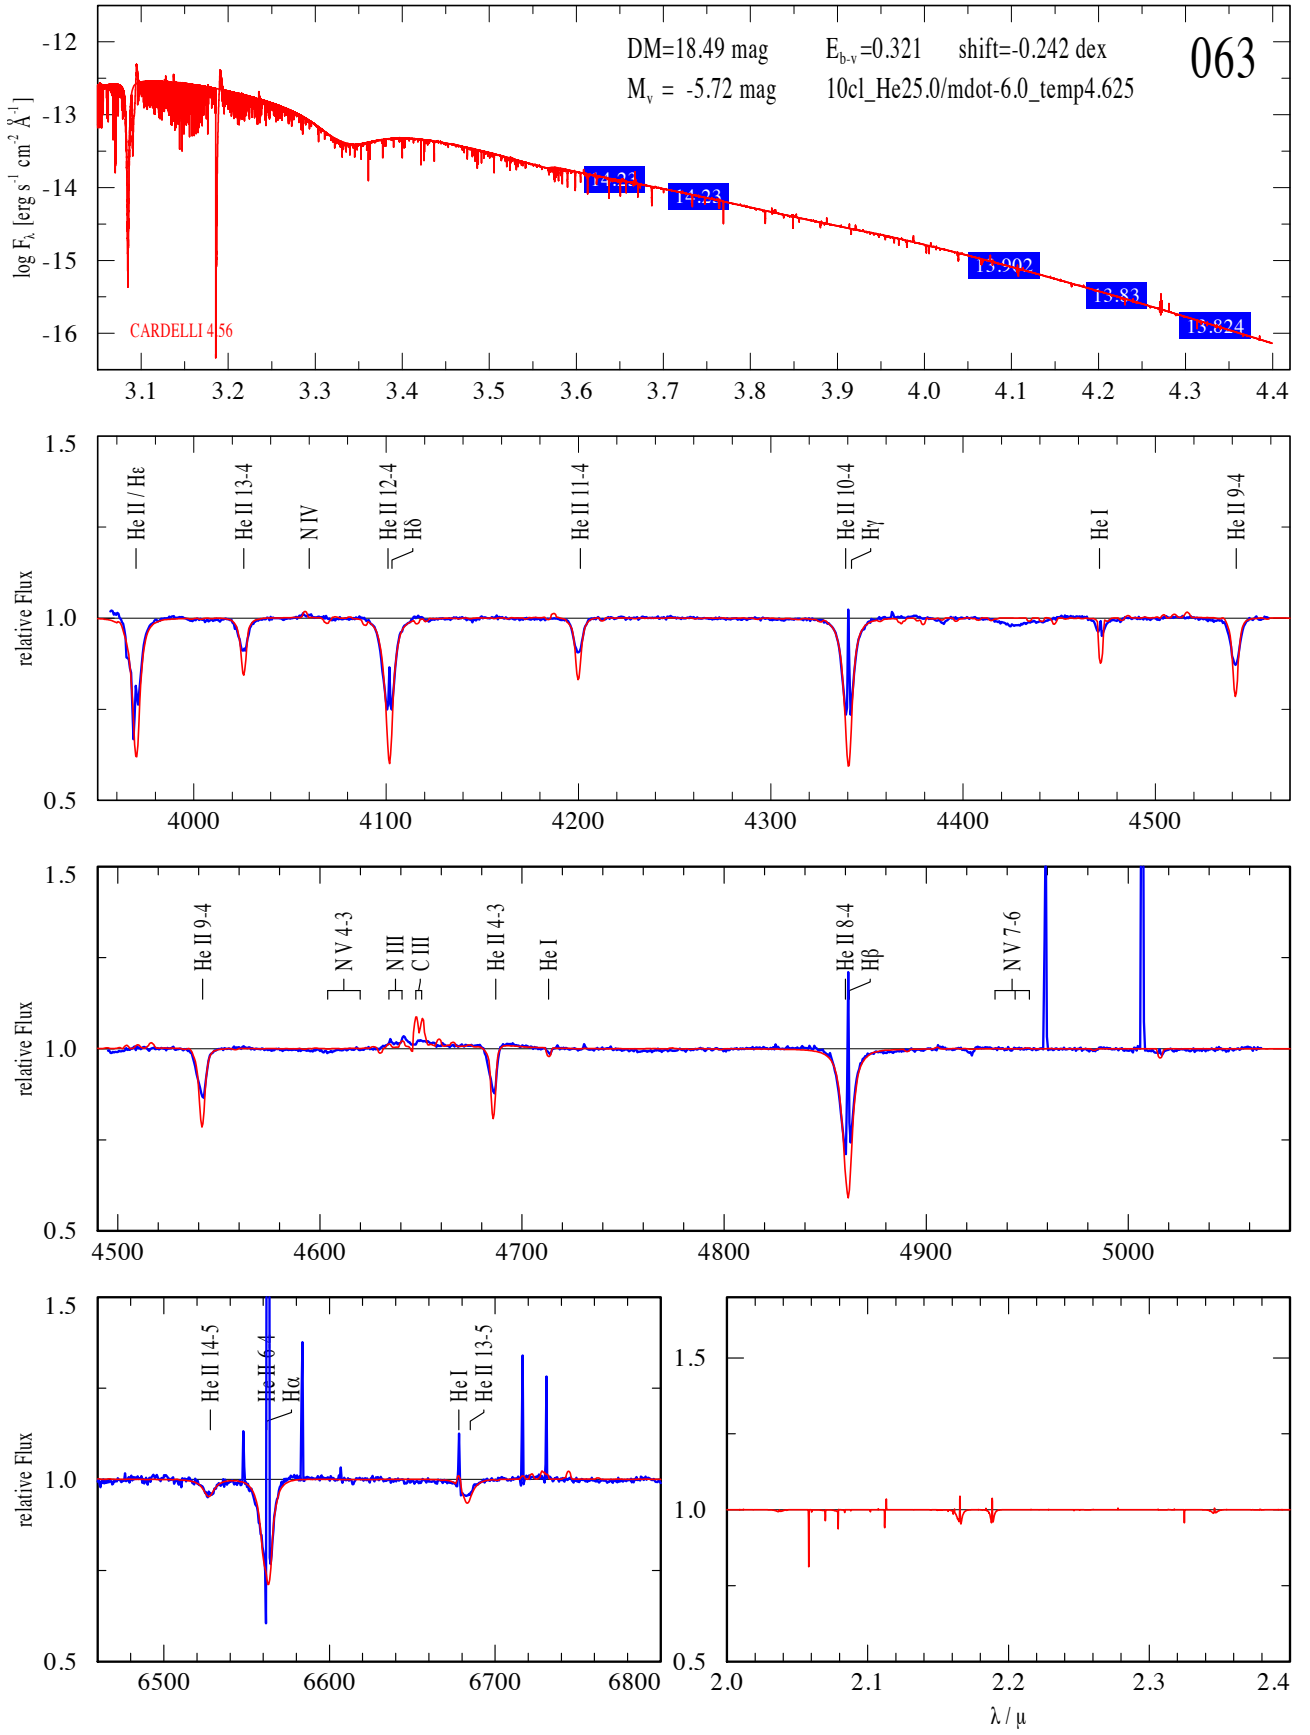 DM=18.49 mag E_b-v=0.321 shift=-0.242 dex 063
M_v = -5.72 mag 10cl_He25.0/mdot-6.0_temp4.625
log F_λ [erg s⁻¹ cm⁻² Å⁻¹]
-12
-13
-14
-15
-16
14.23
14.23
13.902
13.83
13.824
CARDELLI 4.56
3.1 3.2 3.3 3.4 3.5 3.6 3.7 3.8 3.9 4.0 4.1 4.2 4.3 4.4
relative Flux
1.5
1.0
0.5
He II / Hε
He II 13-4
N IV
He II 12-4
Hδ
He II 11-4
He II 10-4
Hγ
He I
He II 9-4
4000 4100 4200 4300 4400 4500
relative Flux
1.5
1.0
0.5
He II 9-4
N V 4-3
N III
C III
He II 4-3
He I
He II 8-4
Hβ
N V 7-6
4500 4600 4700 4800 4900 5000
relative Flux
1.5
1.0
0.5
He II 14-5
He II 6-4
Hα
He I
He II 13-5
6500 6600 6700 6800
1.5
1.0
0.5
2.0 2.1 2.2 2.3 2.4
λ / μ